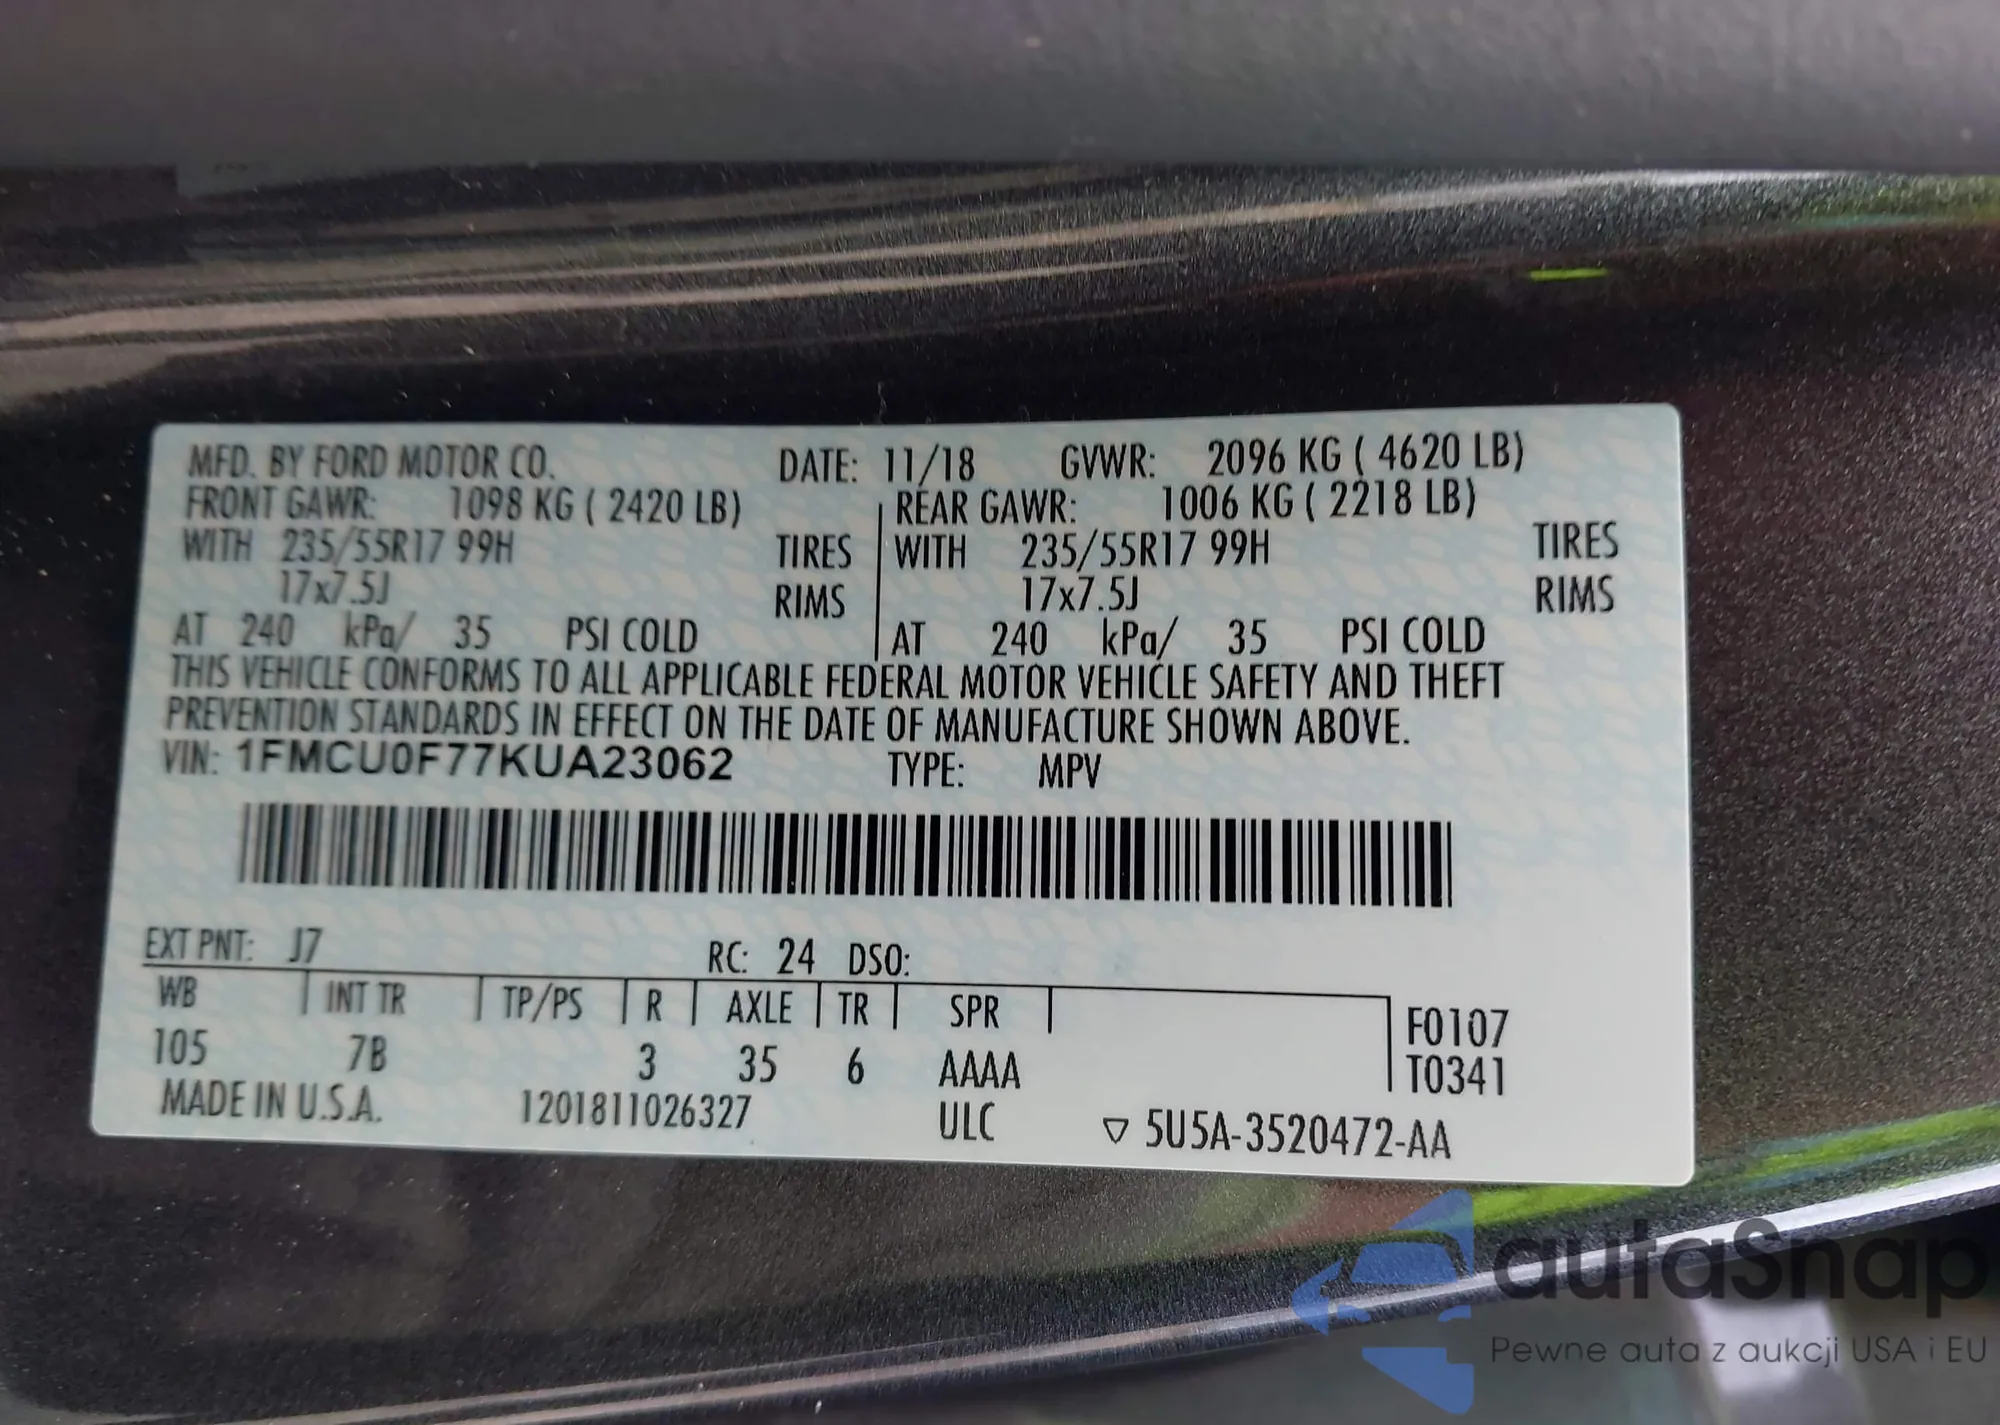 MFD. BY FORD MOTOR CO. DATE: 11/18 GVWR: 2096 KG ( 4620 LB)
FRONT GAWR: 1098 KG ( 2420 LB) REAR GAWR: 1006 KG ( 2218 LB)
WITH 235/55R17 99H TIRES WITH 235/55R17 99H TIRES
17x7.5J RIMS 17x7.5J RIMS
AT 240 kPa/ 35 PSI COLD AT 240 kPa/ 35 PSI COLD
THIS VEHICLE CONFORMS TO ALL APPLICABLE FEDERAL MOTOR VEHICLE SAFETY AND THEFT
PREVENTION STANDARDS IN EFFECT ON THE DATE OF MANUFACTURE SHOWN ABOVE.
VIN: 1FMCU0F77KUA23062 TYPE: MPV
EXT PNT: J7 RC: 24 DSO:
WB INT TR TP/PS R AXLE TR SPR F0107
105 7B 3 35 6 AAAA T0341
MADE IN U.S.A. 1201811026327 ULC ▽ 5U5A-3520472-AA
autaSnap
Pewne auta z aukcji USA i EU